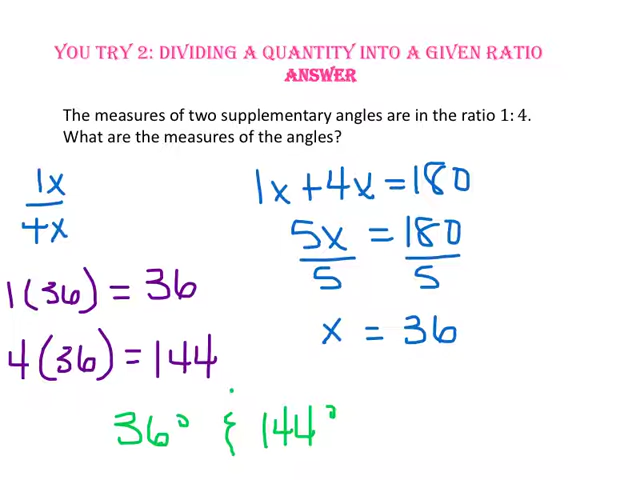 YOU TRY 2: DIVIDING A QUANTITY INTO A GIVEN RATIO
ANSWER
The measures of two supplementary angles are in the ratio 1: 4.
What are the measures of the angles?
1x
4x
1x + 4x = 180
5x = 180
5 5
x = 36
1(36) = 36
4(36) = 144
36° & 144°